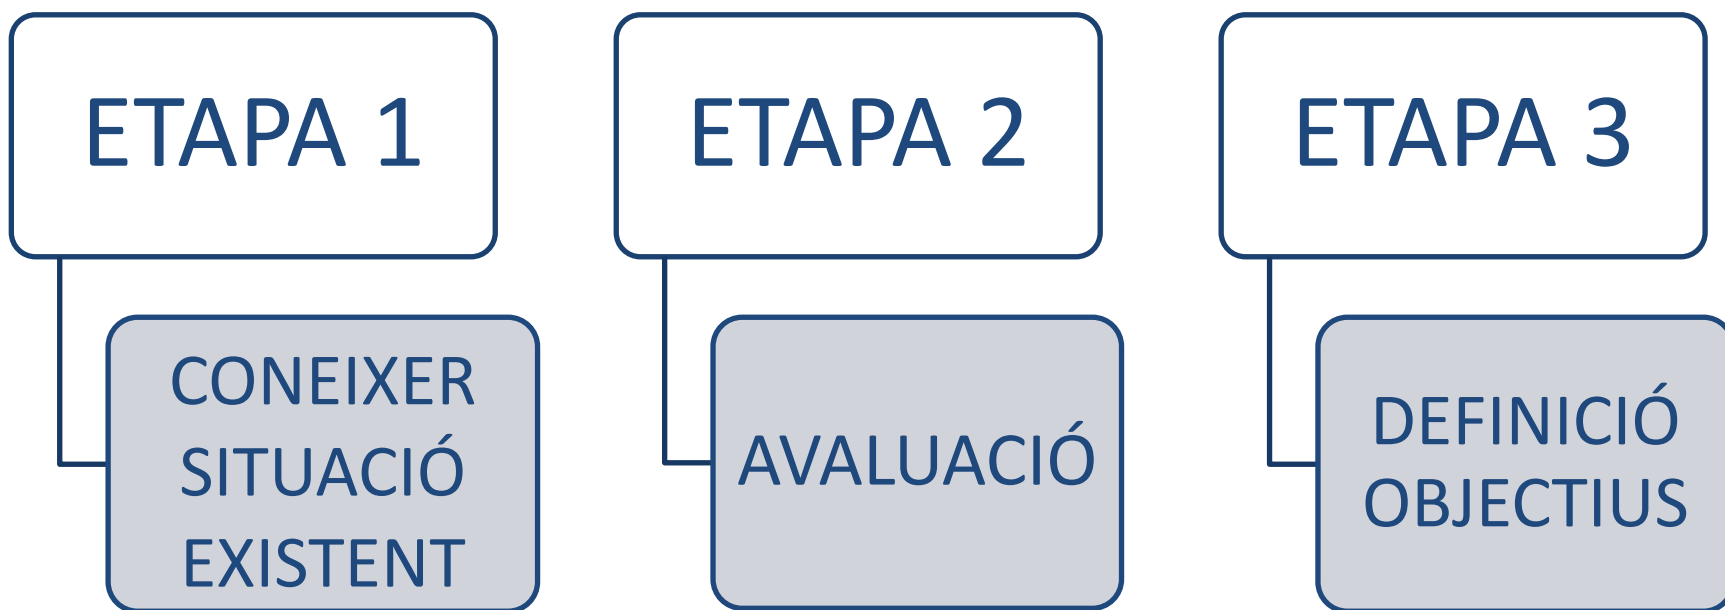 ETAPA 1
CONEIXER
SITUACIÓ
EXISTENT
ETAPA 2
AVALUACIÓ
ETAPA 3
DEFINICIÓ
OBJECTIUS